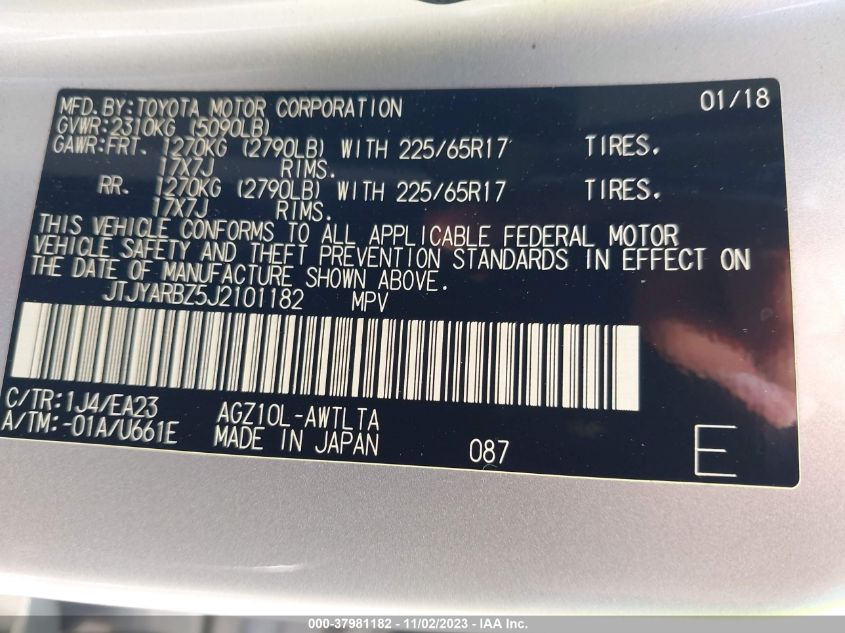 MFD.BY:TOYOTA MOTOR CORPORATION 01/18
GVWR:2310KG (5090LB)
GAWR:FRT. 1270KG (2790LB) WITH 225/65R17 TIRES.
17X7J RIMS.
RR. 1270KG (2790LB) WITH 225/65R17 TIRES.
17X7J RIMS.
THIS VEHICLE CONFORMS TO ALL APPLICABLE FEDERAL MOTOR
VEHICLE SAFETY AND THEFT PREVENTION STANDARDS IN EFFECT ON
THE DATE OF MANUFACTURE SHOWN ABOVE.
JTJYARBZ5J2101182 MPV
C/TR:1J4/EA23 AGZ10L-AWTLTA
A/TM:-01A/U661E MADE IN JAPAN 087 E
000-37981182 - 11/02/2023 - IAA Inc.